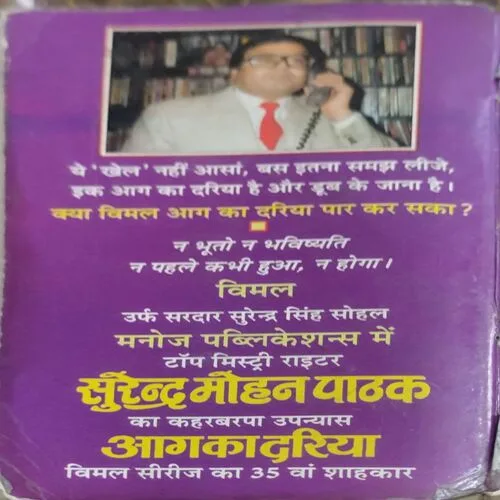 ये 'खेल' नहीं आसां, बस इतना समझ लीजे,
इक आग का दरिया है और डूब के जाना है।
क्या विमल आग का दरिया पार कर सका ?
न भूतो न भविष्यति
न पहले कभी हुआ, न होगा।
विमल
उर्फ सरदार सुरेन्द्र सिंह सोहल
मनोज पब्लिकेशन्स में
टॉप मिस्ट्री राइटर
सुरेन्द्र मोहन पाठक
का कहरबरपा उपन्यास
आग का दरिया
विमल सीरीज का 35 वां शाहकार